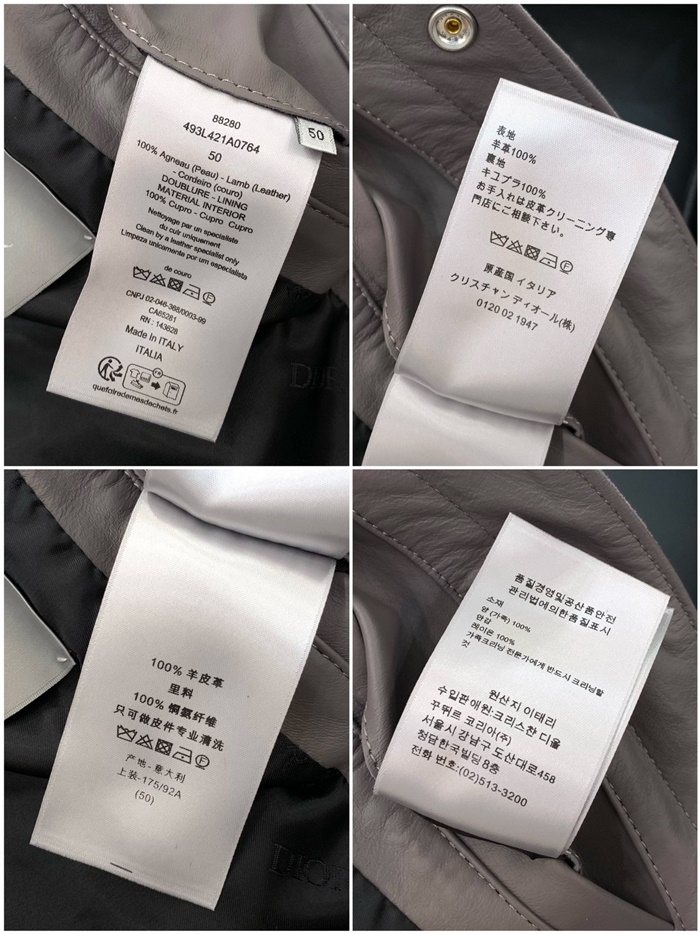 88280
493L421A0764
50
50
100% Agneau (Peau) - Lamb (Leather)
- Cordeiro (couro)
DOUBLURE - LINING
MATERIAL INTERIOR
100% Cupro - Cupro Cupro
Nettoyage par un specialiste
du cuir uniquement
Clean by a leather specialist only
Limpeza unicamente por um especialista
de couro
CNPJ 02-046-368/0003-99
CA65281
RN : 143628
Made in ITALY
ITALIA
FR
quefairedemesdechets.fr
DIOR
表地
羊革100%
裏地
キュプラ100%
お手入れは皮革クリーニング専
門店にご相談下さい。
原産国 イタリア
クリスチャン ディオール(株)
0120 02 1947
100% 羊皮革
里料
100% 铜氨纤维
只可做皮件专业清洗
产地-意大利
上装-175/92A
(50)
DIOR
품질경영및공산품안전
관리법에의한품질표시
소재
양 (가죽) 100%
안감
레이온 100%
가죽크리닝 전문가에게 반드시 크리닝할
것
원산지 이태리
수입판매원:크리스챤 디올
꾸뛰르 코리아(주)
서울시 강남구 도산대로458
청담한국빌딩8층
전화 번호:(02)513-3200